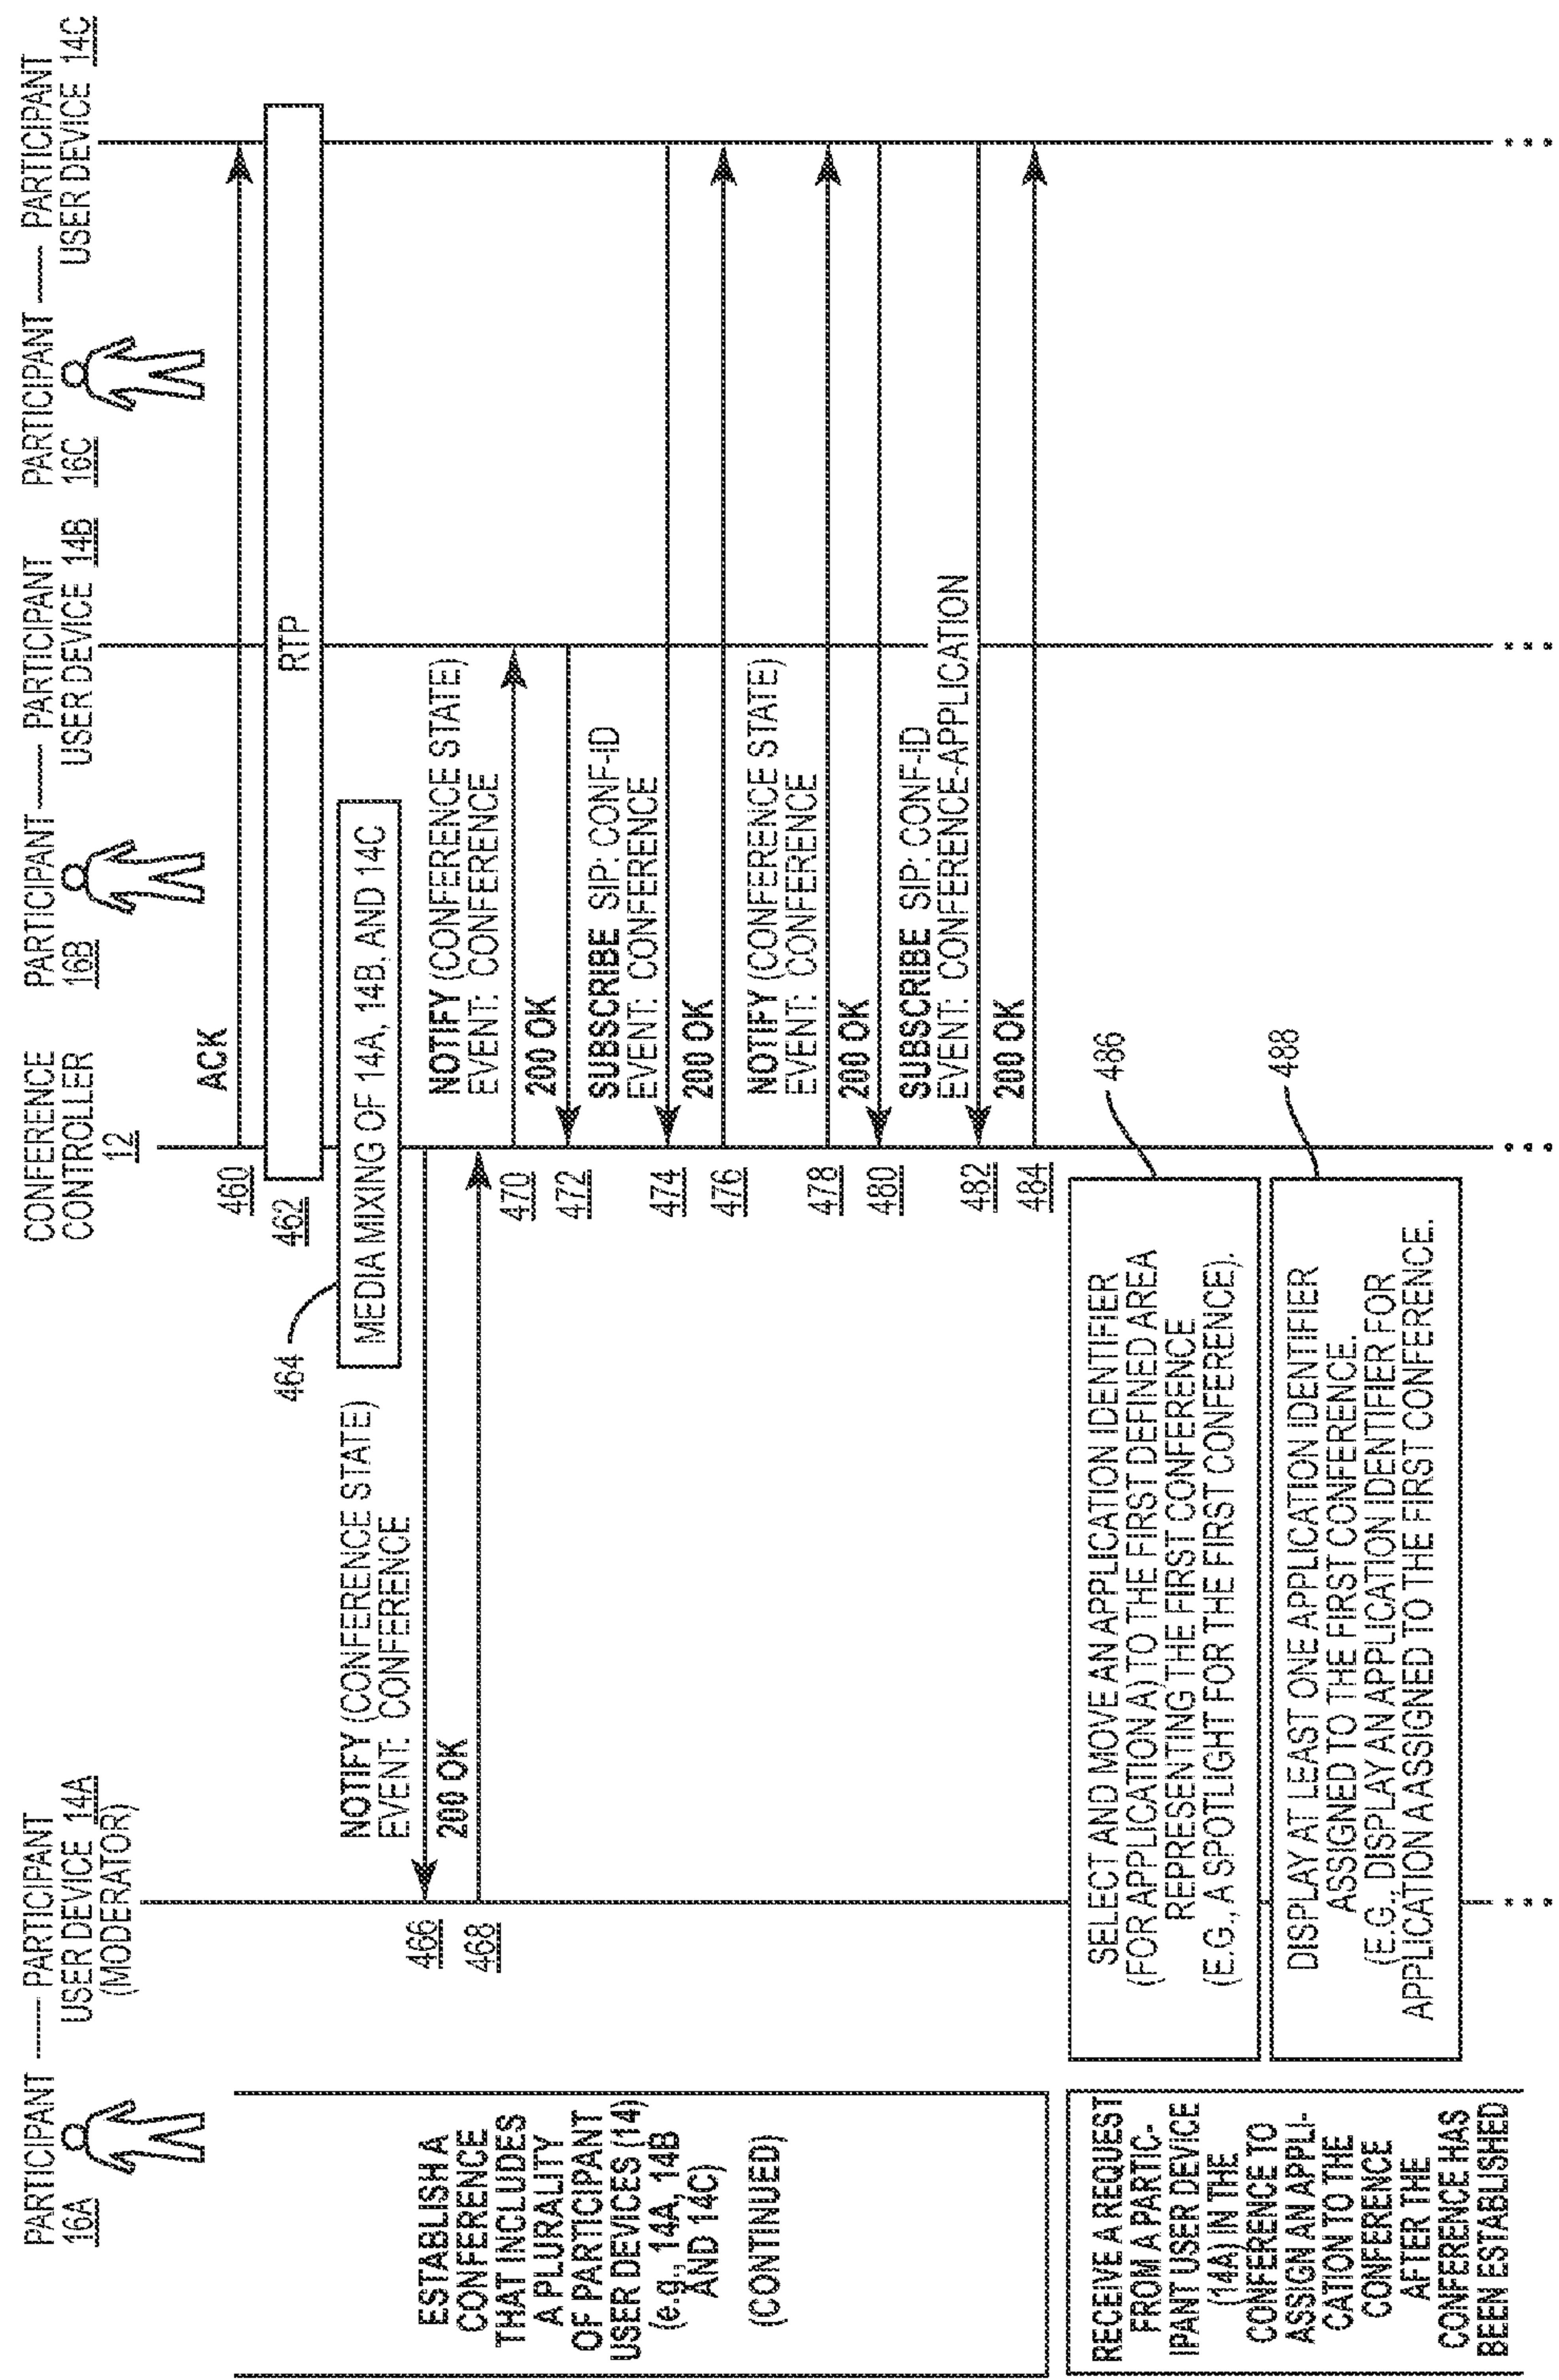 PARTICIPANT ------- PARTICIPANT
16A
USER DEVICE 14A
(MODERATOR)
CONFERENCE
CONTROLLER
12
PARTICIPANT ------- PARTICIPANT
16B
USER DEVICE 14B
PARTICIPANT ------- PARTICIPANT
16C
USER DEVICE 14C
ESTABLISH A
CONFERENCE
THAT INCLUDES
A PLURALITY
OF PARTICIPANT
USER DEVICES (14)
(e.g., 14A, 14B
AND 14C)
(CONTINUED)
ACK
460
RTP
462
464
MEDIA MIXING OF 14A, 14B, AND 14C
NOTIFY (CONFERENCE STATE)
EVENT: CONFERENCE
466
200 OK
468
NOTIFY (CONFERENCE STATE)
EVENT: CONFERENCE
470
200 OK
472
SUBSCRIBE SIP: CONF-ID
EVENT: CONFERENCE
474
200 OK
476
NOTIFY (CONFERENCE STATE)
EVENT: CONFERENCE
478
200 OK
480
SUBSCRIBE SIP: CONF-ID
EVENT: CONFERENCE-APPLICATION
482
200 OK
484
RECEIVE A REQUEST
FROM A PARTIC-
IPANT USER DEVICE
(14A) IN THE
CONFERENCE TO
ASSIGN AN APPLI-
CATION TO THE
CONFERENCE
AFTER THE
CONFERENCE HAS
BEEN ESTABLISHED
SELECT AND MOVE AN APPLICATION IDENTIFIER
(FOR APPLICATION A) TO THE FIRST DEFINED AREA
REPRESENTING THE FIRST CONFERENCE
(E.G., A SPOTLIGHT FOR THE FIRST CONFERENCE).
486
DISPLAY AT LEAST ONE APPLICATION IDENTIFIER
ASSIGNED TO THE FIRST CONFERENCE.
(E.G., DISPLAY AN APPLICATION IDENTIFIER FOR
APPLICATION A ASSIGNED TO THE FIRST CONFERENCE.
488